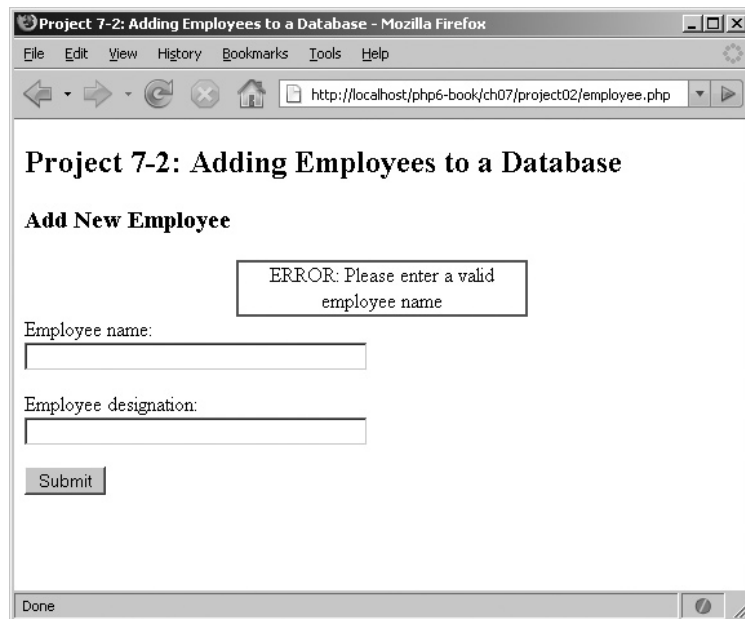 Project 7-2: Adding Employees to a Database - Mozilla Firefox
File Edit View History Bookmarks Tools Help
http://localhost/php6-book/ch07/project02/employee.php
Project 7-2: Adding Employees to a Database
Add New Employee
ERROR: Please enter a valid
employee name
Employee name:
Employee designation:
Submit
Done